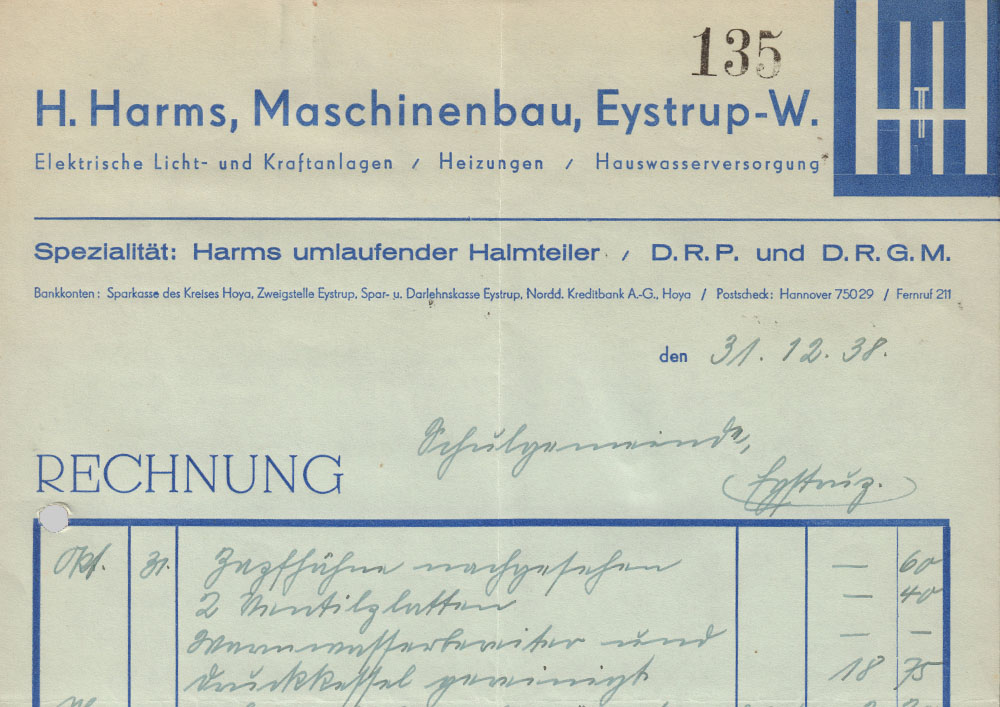 135
H. Harms, Maschinenbau, Eystrup-W.
Elektrische Licht- und Kraftanlagen / Heizungen / Hauswasserversorgung
Spezialität: Harms umlaufender Halmteiler / D.R.P. und D.R.G.M.
Bankkonten: Sparkasse des Kreises Hoya, Zweigstelle Eystrup, Spar- u. Darlehnskasse Eystrup, Nordd. Kreditbank A.-G., Hoya / Postscheck: Hannover 75029 / Fernruf 211
den 31.12.38.
Schulgemeinde,
RECHNUNG
Eystrup.
Okt. 31. Zapfhähne nachgesehen — 60
2 Ventilplatten — 40
Warmwasserbereiter und — —
Druckkessel gereinigt 18 75